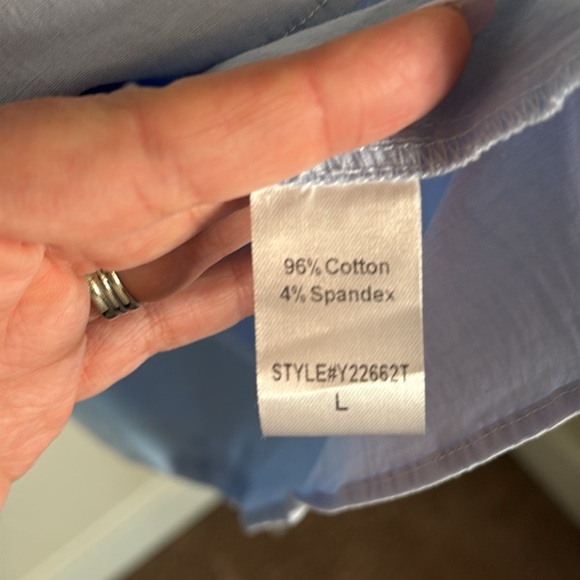 96% Cotton
4% Spandex
STYLE#Y22662T
L